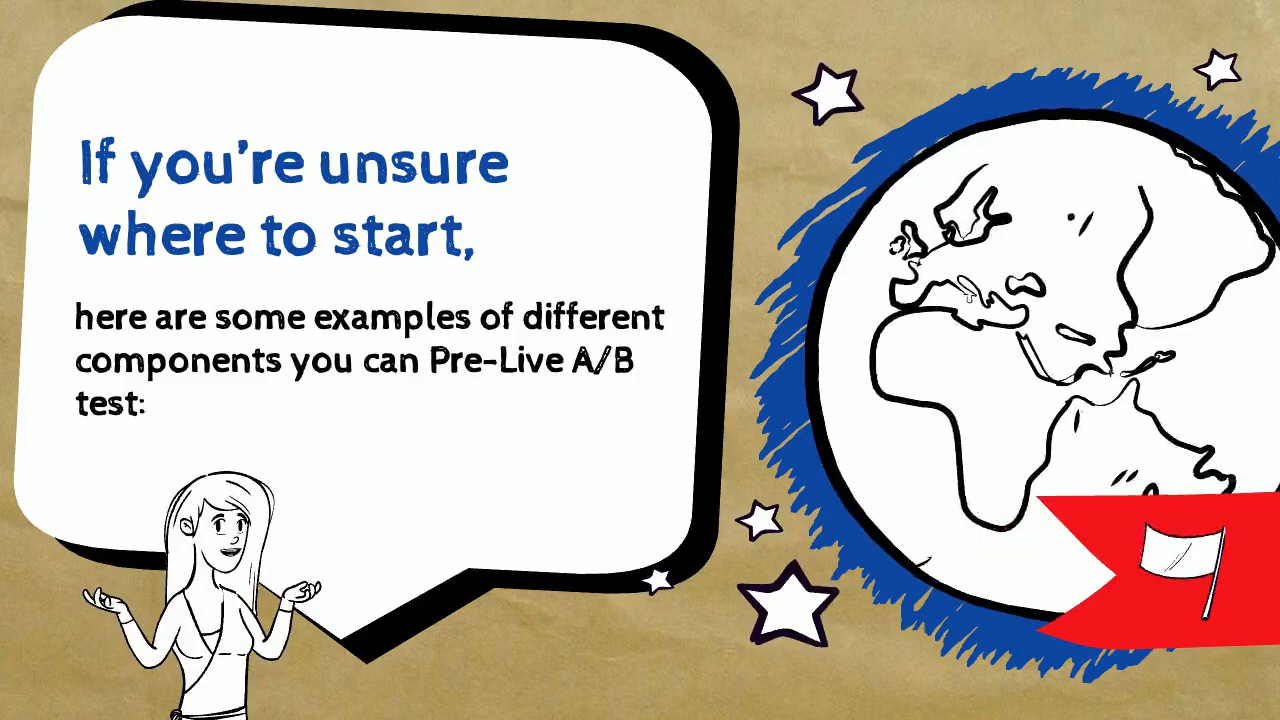 If you're unsure
where to start,
here are some examples of different
components you can Pre-Live A/B
test: